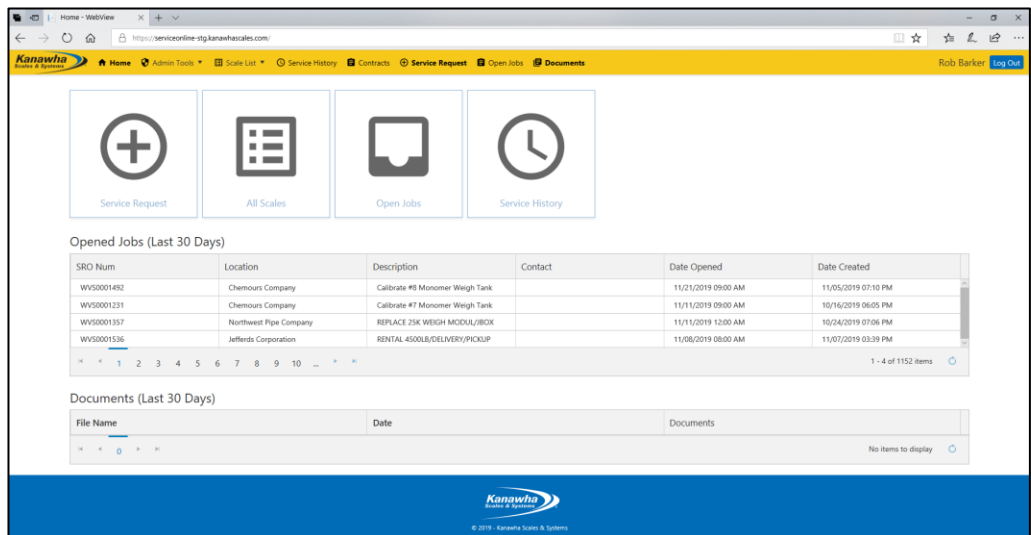 Home - WebView
https://serviceonline-stg.kanawhascales.com/
Kanawha Scales & Systems Home Admin Tools Scale List Service History Contracts Service Request Open Jobs Documents Rob Barker Log Out
Service Request All Scales Open Jobs Service History
Opened Jobs (Last 30 Days)
SRO Num Location Description Contact Date Opened Date Created
WVS0001492 Chemours Company Calibrate #8 Monomer Weigh Tank 11/21/2019 09:00 AM 11/05/2019 07:10 PM
WVS0001231 Chemours Company Calibrate #7 Monomer Weigh Tank 11/11/2019 09:00 AM 10/16/2019 06:05 PM
WVS0001357 Northwest Pipe Company REPLACE 25K WEIGH MODUL/JBOX 11/11/2019 12:00 AM 10/24/2019 07:06 PM
WVS0001536 Jefferds Corporation RENTAL 4500LB/DELIVERY/PICKUP 11/08/2019 08:00 AM 11/07/2019 03:39 PM
1 2 3 4 5 6 7 8 9 10 ... 1 - 4 of 1152 items
Documents (Last 30 Days)
File Name Date Documents
0 No items to display
Kanawha
Scales & Systems
© 2019 - Kanawha Scales & Systems